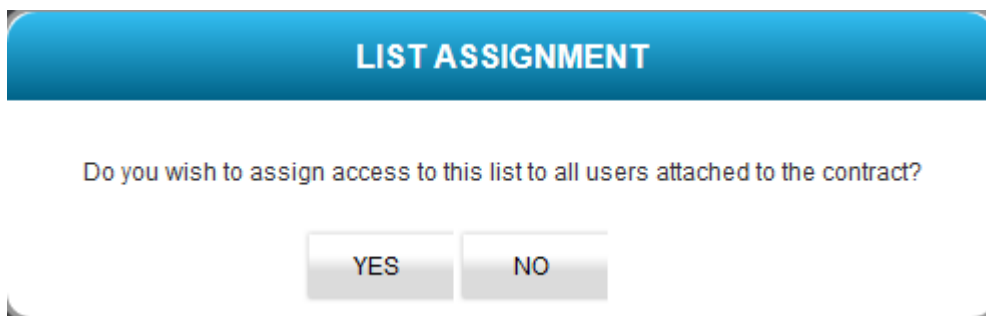 LIST ASSIGNMENT
Do you wish to assign access to this list to all users attached to the contract?
YES NO